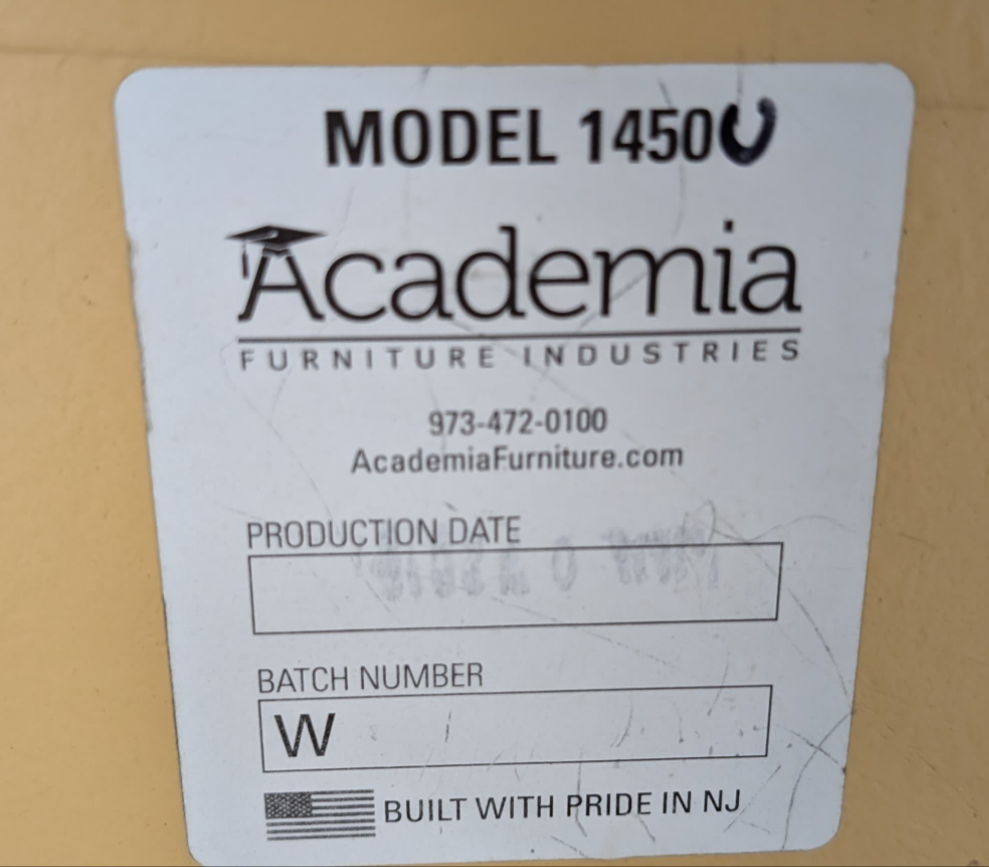 MODEL 1450U
Academia
FURNITURE INDUSTRIES
973-472-0100
AcademiaFurniture.com
PRODUCTION DATE
BATCH NUMBER
W
BUILT WITH PRIDE IN NJ